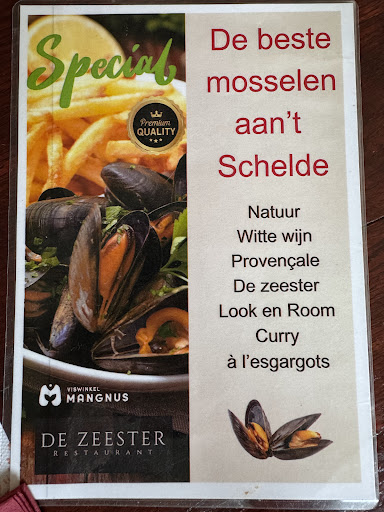 Special
Premium
QUALITY
VISWINKEL
MANGNUS
DE ZEESTER
RESTAURANT
De beste
mosselen
aan't
Schelde
Natuur
Witte wijn
Provençale
De zeester
Look en Room
Curry
à l'esgargots